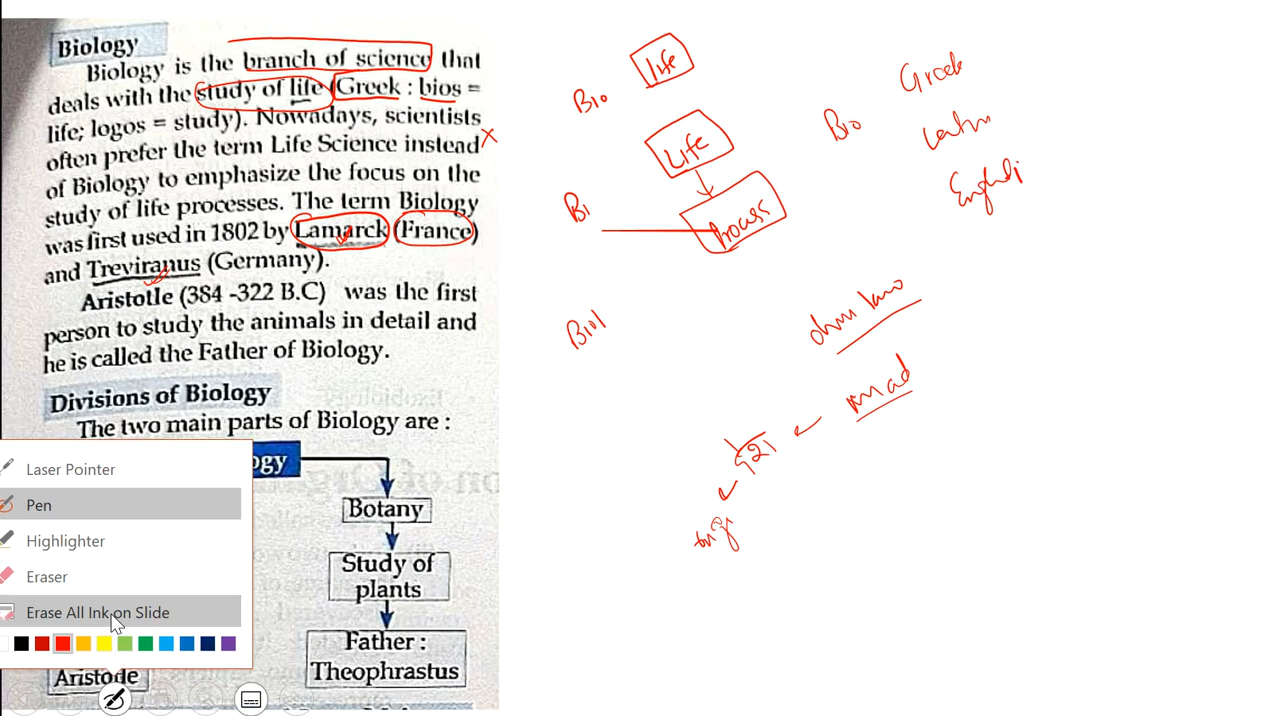 Biology
Biology is the branch of science that
deals with the study of life (Greek : bios =
life; logos = study). Nowadays, scientists
often prefer the term Life Science instead
of Biology to emphasize the focus on the
study of life processes. The term Biology
was first used in 1802 by Lamarck (France)
and Treviranus (Germany).
Aristotle (384 -322 B.C) was the first
person to study the animals in detail and
he is called the Father of Biology.
Divisions of Biology
The two main parts of Biology are :
ogy
Botany
Study of
plants
Father :
Theophrastus
Laser Pointer
Pen
Highlighter
Eraser
Erase All Ink on Slide
Aristode
life
Bio
Life
Process
Bi
Biol
Bio
Greek